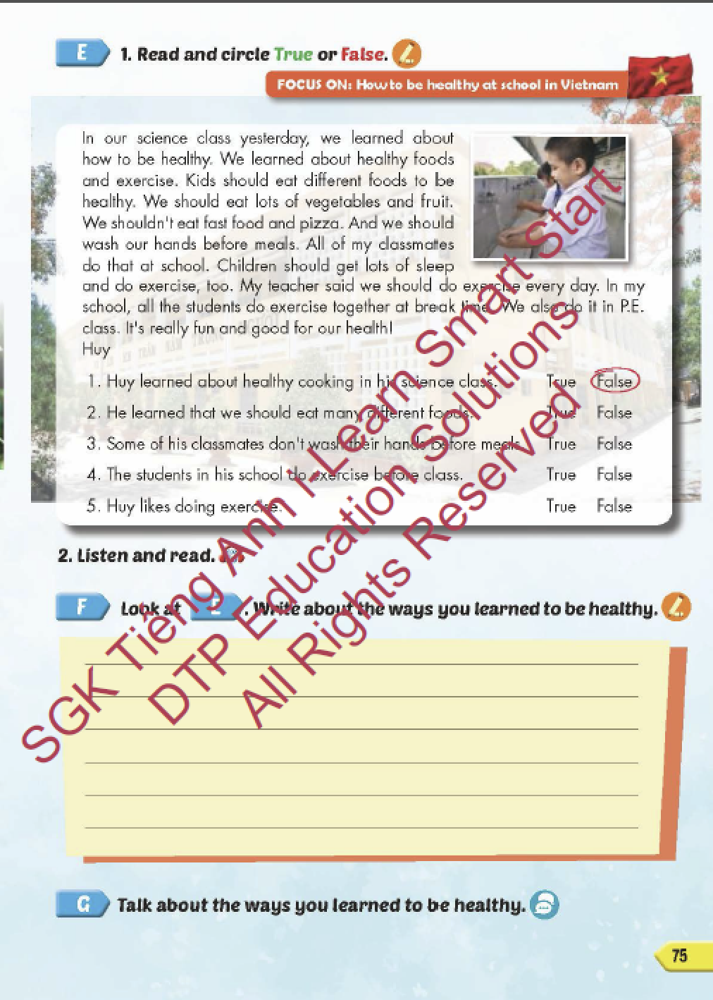 E 1. Read and circle True or False.
FOCUS ON: How to be healthy at school in Vietnam
In our science class yesterday, we learned about
how to be healthy. We learned about healthy foods
and exercise. Kids should eat different foods to be
healthy. We should eat lots of vegetables and fruit.
We shouldn't eat fast food and pizza. And we should
wash our hands before meals. All of my classmates
do that at school. Children should get lots of sleep
and do exercise, too. My teacher said we should do exercise every day. In my
school, all the students do exercise together at break time. We also do it in P.E.
class. It's really fun and good for our health!
Huy
1. Huy learned about healthy cooking in his science class. True False
2. He learned that we should eat many different foods. True False
3. Some of his classmates don't wash their hands before meals. True False
4. The students in his school do exercise before class. True False
5. Huy likes doing exercise. True False
2. Listen and read.
F Look at E. Write about the ways you learned to be healthy.
G Talk about the ways you learned to be healthy.
75
SGK Tiếng Anh i-Learn Smart Start
DTP Education Solutions
All Rights Reserved